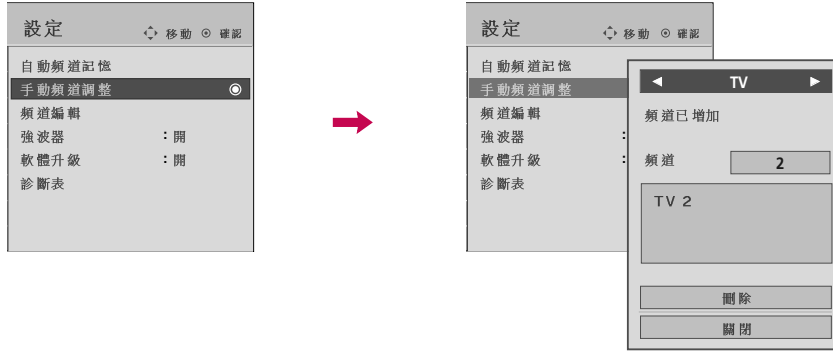 設定 移動 ⊙ 確認
自動頻道記憶
手動頻道調整
頻道編輯
強波器 : 開
軟體升級 : 開
診斷表
設定 移動 ⊙ 確認
自動頻道記憶
手動頻道調整
頻道編輯
強波器 :
軟體升級 :
診斷表
◀ TV ▶
頻道已增加
頻道 2
TV 2
刪除
關閉